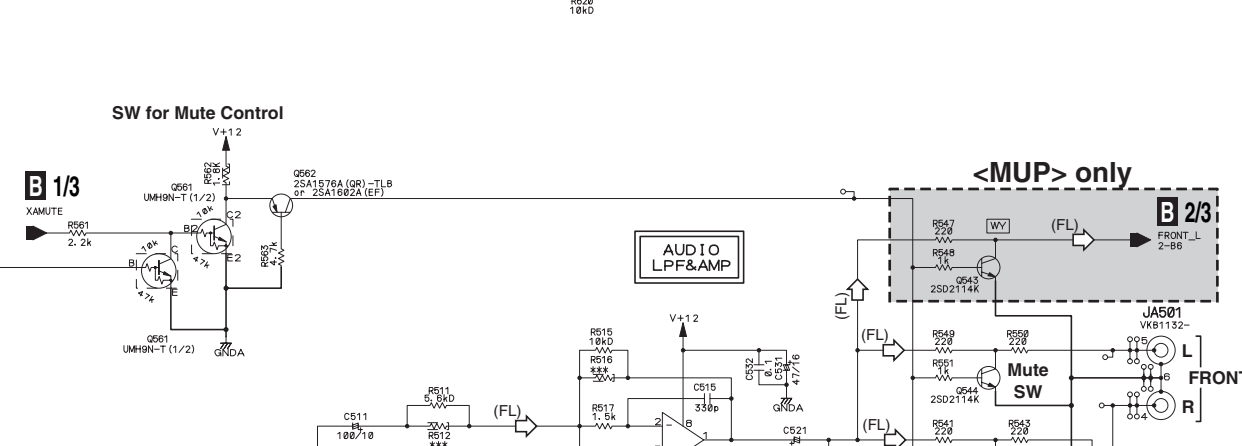 R620
10kD
SW for Mute Control
V+12
R562
1.8K
Q562
2SA1576A(QR)-TLB
or 2SA1602A(EF)
Q561
UMH9N-T(1/2)
B 1/3
XAMUTE
R561
2.2k
10k
C2
B2
47k
E2
10k
C
B
47k
E
R563
4.7k
Q561
UMH9N-T(1/2)
GNDA
AUDIO
LPF&AMP
<MUP> only
B 2/3
R547
220
WY
(FL)
FRONT_L
2-B6
R548
1k
Q543
2SD2114K
(FL)
JA501
VKB1132-
V+12
R515
10kD
R516
***
R517
1.5k
C515
330p
C532
0.1
C531
47/16
GNDA
(FL)
R549
220
R550
220
R551
1k
Q544
2SD2114K
Mute
SW
5
L
6
FRONT
R
4
R511
5.6kD
R512
***
C511
100/10
(FL)
2
-
8
1
C521
(FL)
R541
220
R543
220